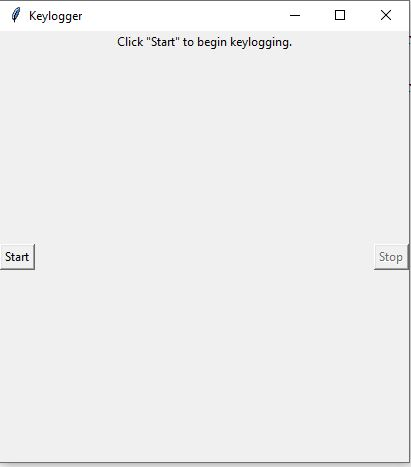 Keylogger
Click "Start" to begin keylogging.
Start
Stop